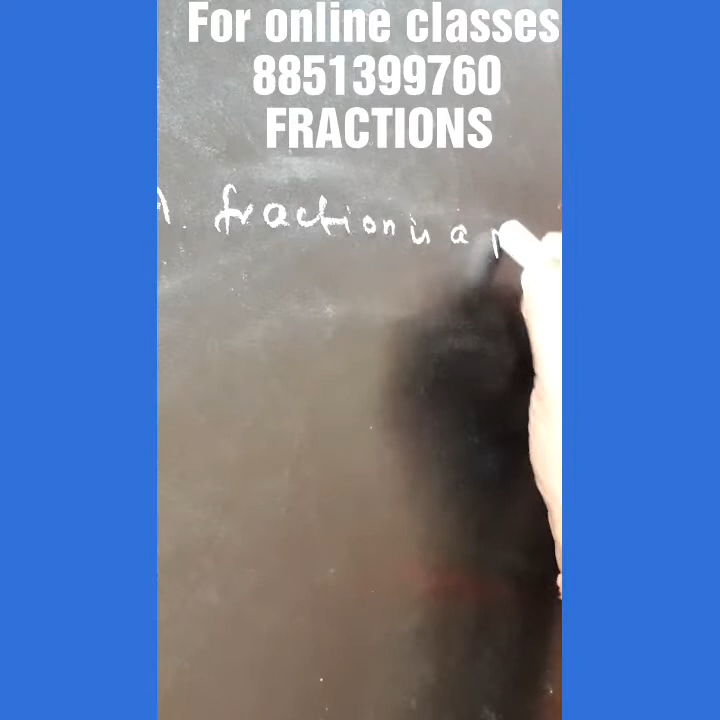 For online classes
8851399760
FRACTIONS
A fraction is a